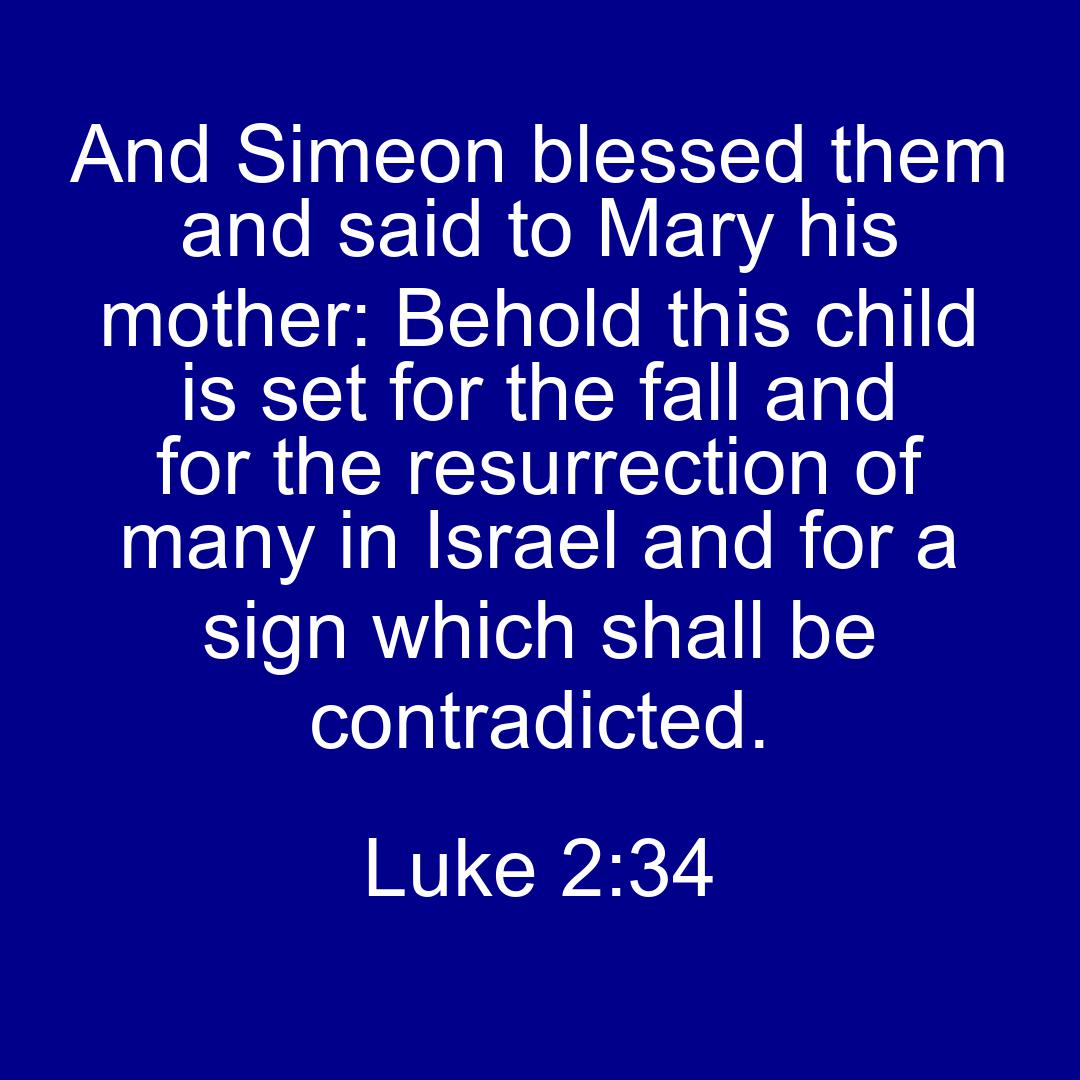 And Simeon blessed them
and said to Mary his
mother: Behold this child
is set for the fall and
for the resurrection of
many in Israel and for a
sign which shall be
contradicted.
Luke 2:34